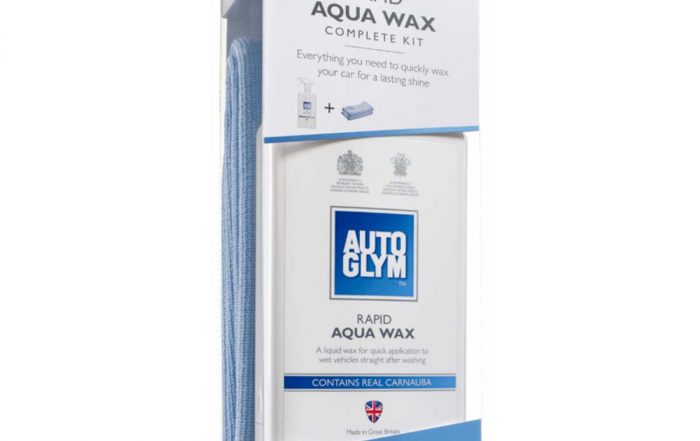 AQUA WAX
COMPLETE KIT
Everything you need to quickly wax
your car for a lasting shine
+
AUTO
GLYM
TM
RAPID
AQUA WAX
A liquid wax for quick application to
wet vehicles straight after washing
CONTAINS REAL CARNAUBA
Made in Great Britain